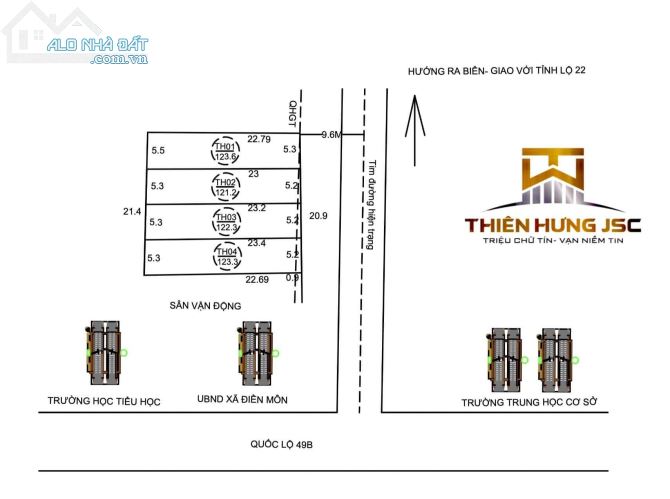 ALO NHÀ ĐẤT
.com.vn
HƯỚNG RA BIỂN- GIAO VỚI TỈNH LỘ 22
QHGT
22.79
9.6M
5.5
TH01
123.6
5.3
23
5.3
TH02
121.2
5.2
21.4
23.2
5.3
TH03
122.3
5.2
20.9
23.4
5.3
TH04
123.3
5.2
22.69
0.9
Tim đường hiện trạng
THIÊN HƯNG JSC
TRIỆU CHỮ TÍN- VẠN NIỀM TIN
SÂN VẬN ĐỘNG
TRƯỜNG HỌC TIỂU HỌC
UBND XÃ ĐIỀN MÔN
TRƯỜNG TRUNG HỌC CƠ SỞ
QUỐC LỘ 49B